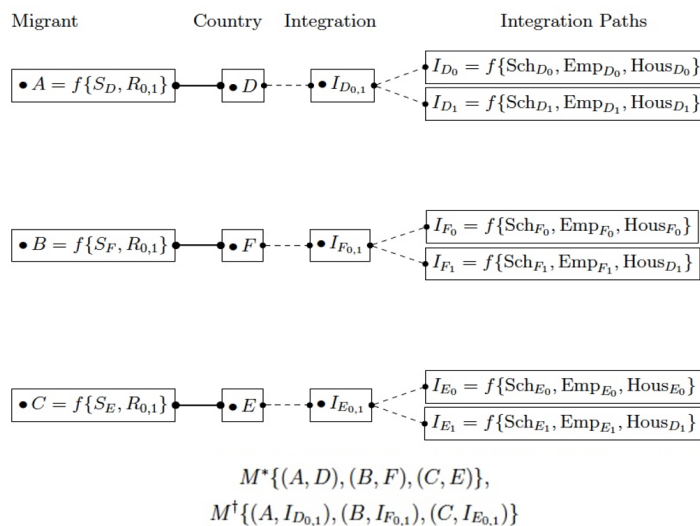 Migrant Country Integration Integration Paths
I_{D_0} = f{Sch_{D_0}, Emp_{D_0}, Hous_{D_0}}
• A = f{S_D, R_{0,1}} • D • I_{D_{0,1}}
I_{D_1} = f{Sch_{D_1}, Emp_{D_1}, Hous_{D_1}}
I_{F_0} = f{Sch_{F_0}, Emp_{F_0}, Hous_{F_0}}
• B = f{S_F, R_{0,1}} • F • I_{F_{0,1}}
I_{F_1} = f{Sch_{F_1}, Emp_{F_1}, Hous_{D_1}}
I_{E_0} = f{Sch_{E_0}, Emp_{E_0}, Hous_{E_0}}
• C = f{S_E, R_{0,1}} • E • I_{E_{0,1}}
I_{E_1} = f{Sch_{E_1}, Emp_{E_1}, Hous_{D_1}}
M*{(A, D), (B, F), (C, E)},
M†{(A, I_{D_{0,1}}), (B, I_{F_{0,1}}), (C, I_{E_{0,1}})}